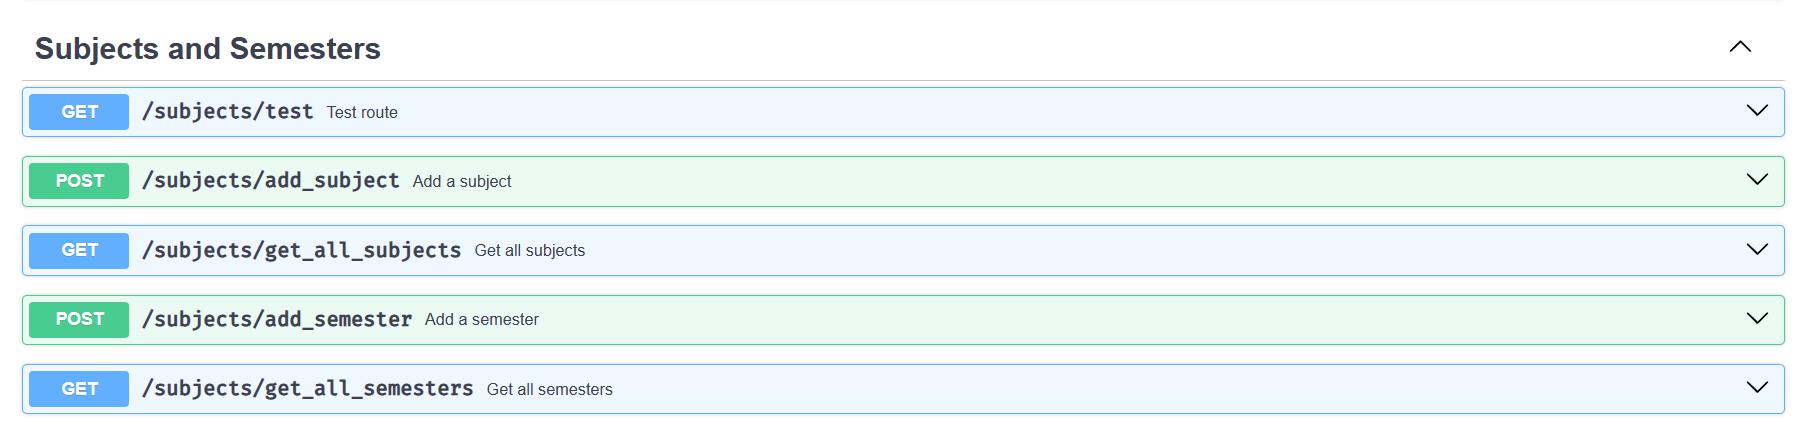 Subjects and Semesters
GET /subjects/test Test route
POST /subjects/add_subject Add a subject
GET /subjects/get_all_subjects Get all subjects
POST /subjects/add_semester Add a semester
GET /subjects/get_all_semesters Get all semesters